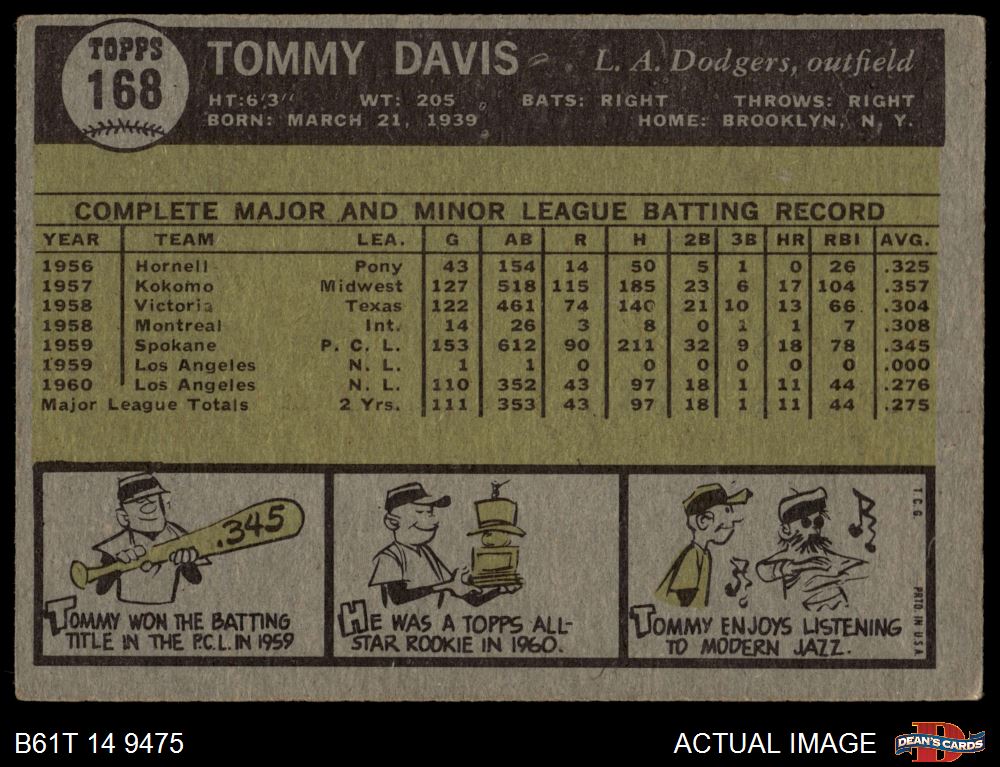 TOPPS
168
TOMMY DAVIS
L. A. Dodgers, outfield
HT:6'3" WT: 205 BATS: RIGHT THROWS: RIGHT
BORN: MARCH 21, 1939 HOME: BROOKLYN, N. Y.
COMPLETE MAJOR AND MINOR LEAGUE BATTING RECORD
YEAR TEAM LEA. G AB R H 2B 3B HR RBI AVG.
1956 Hornell Pony 43 154 14 50 5 1 0 26 .325
1957 Kokomo Midwest 127 518 115 185 23 6 17 104 .357
1958 Victoria Texas 122 461 74 140 21 10 13 66 .304
1958 Montreal Int. 14 26 3 8 0 1 1 7 .308
1959 Spokane P. C. L. 153 612 90 211 32 9 18 78 .345
1959 Los Angeles N. L. 1 1 0 0 0 0 0 0 .000
1960 Los Angeles N. L. 110 352 43 97 18 1 11 44 .276
Major League Totals 2 Yrs. 111 353 43 97 18 1 11 44 .275
.345
TOMMY WON THE BATTING
TITLE IN THE P.C.L. IN 1959
HE WAS A TOPPS ALL-
STAR ROOKIE IN 1960.
TOMMY ENJOYS LISTENING
TO MODERN JAZZ.
T.C.G.
PRTD. IN U.S.A.
B61T 14 9475
ACTUAL IMAGE
D
DEAN'S CARDS